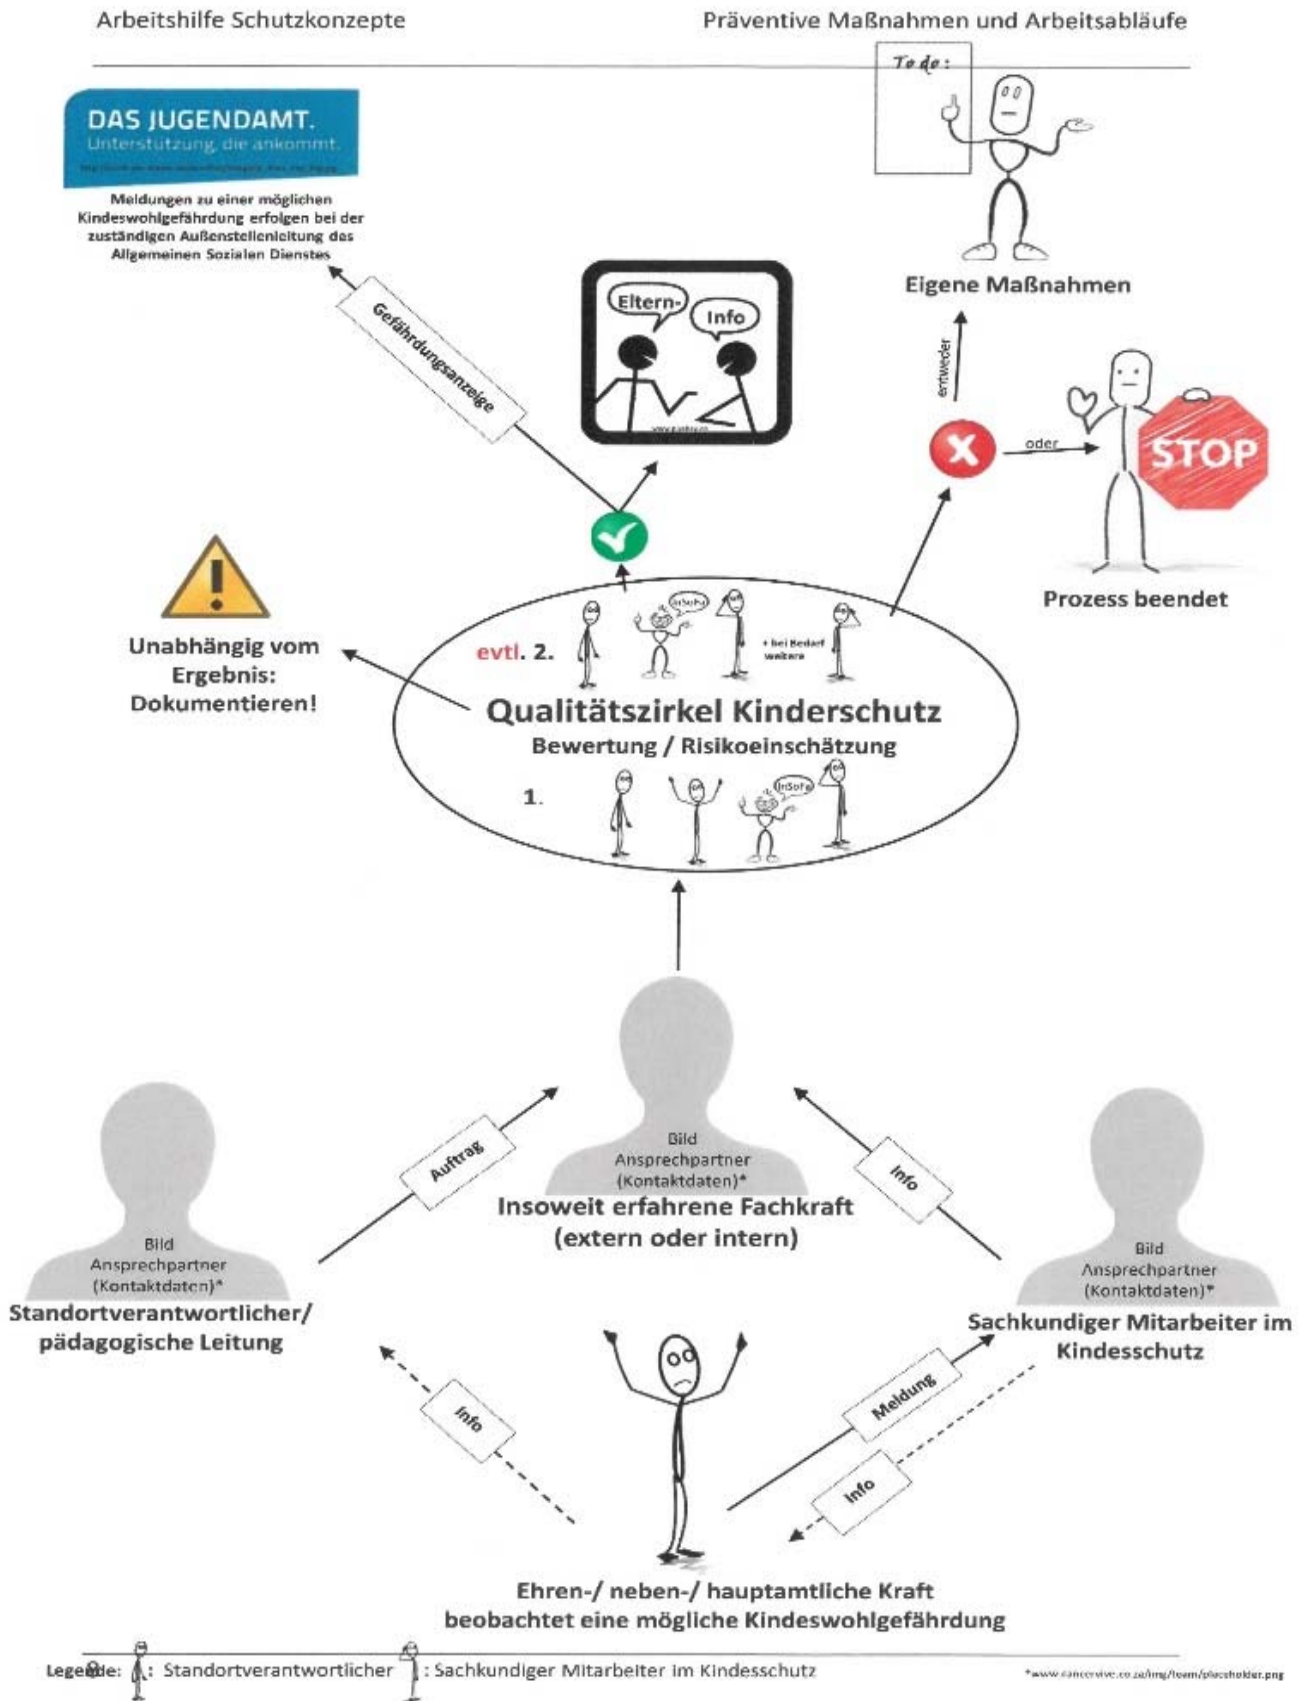 Arbeitshilfe Schutzkonzepte
Präventive Maßnahmen und Arbeitsabläufe
To do:
DAS JUGENDAMT.
Unterstützung, die ankommt.
Meldungen zu einer möglichen
Kindeswohlgefährdung erfolgen bei der
zuständigen Außenstellenleitung des
Allgemeinen Sozialen Dienstes
Eigene Maßnahmen
Gefährdungsanzeige
Eltern-
Info
entweder
oder
STOP
Prozess beendet
Unabhängig vom
Ergebnis:
Dokumentieren!
evtl. 2.
InSoFa
+ bei Bedarf
weitere
Qualitätszirkel Kinderschutz
Bewertung / Risikoeinschätzung
1.
InSoFa
Bild
Ansprechpartner
(Kontaktdaten)*
Insoweit erfahrene Fachkraft
(extern oder intern)
Auftrag
Info
Bild
Ansprechpartner
(Kontaktdaten)*
Standortverantwortlicher/
pädagogische Leitung
Bild
Ansprechpartner
(Kontaktdaten)*
Sachkundiger Mitarbeiter im
Kindesschutz
Info
Meldung
Info
Ehren-/ neben-/ hauptamtliche Kraft
beobachtet eine mögliche Kindeswohlgefährdung
Legende: : Standortverantwortlicher : Sachkundiger Mitarbeiter im Kindesschutz